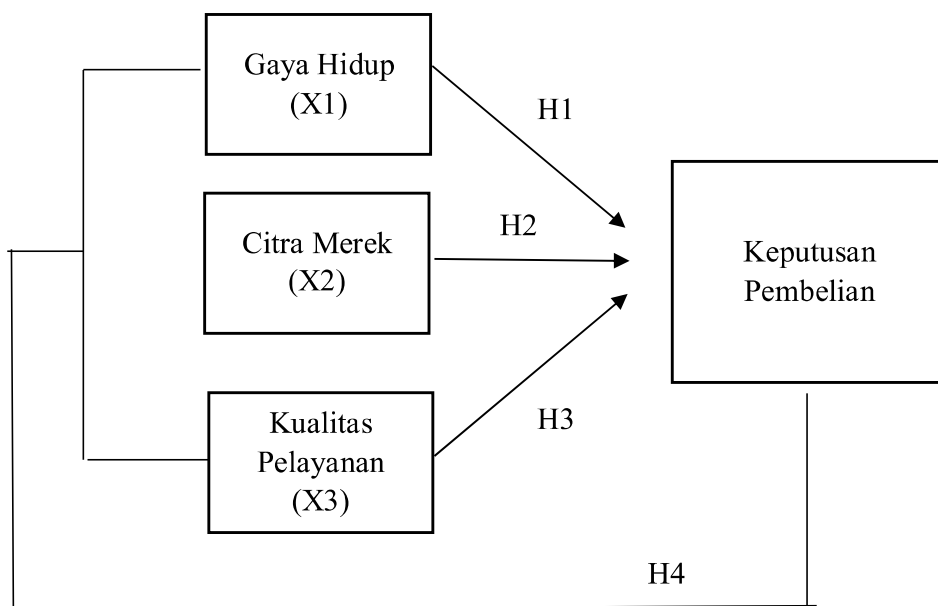 Gaya Hidup
(X1)
H1
Citra Merek
(X2)
H2
Keputusan
Pembelian
Kualitas
Pelayanan
(X3)
H3
H4